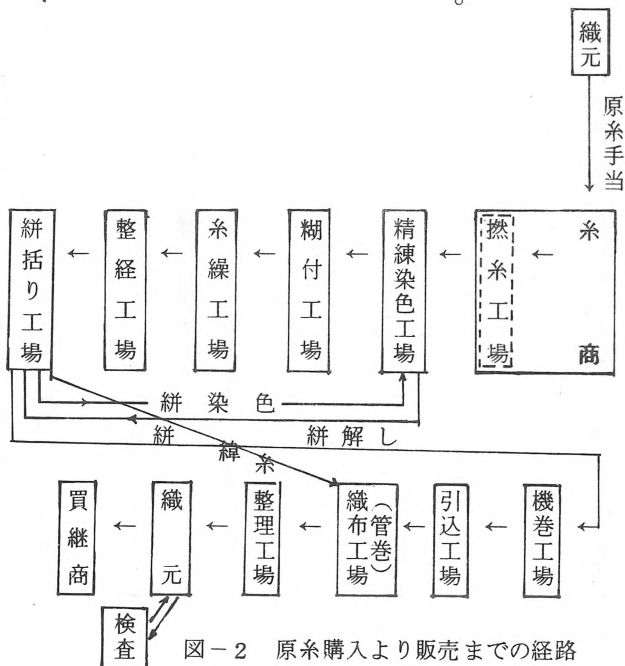 織元
原糸手当
糸商
撚糸工場
精練染色工場
糊付工場
糸繰工場
整経工場
絣括り工場
絣染色
絣解し
絣緯糸
機巻工場
引込工場
(管巻)
織布工場
整理工場
織元
買継商
検査
図－2 原糸購入より販売までの経路